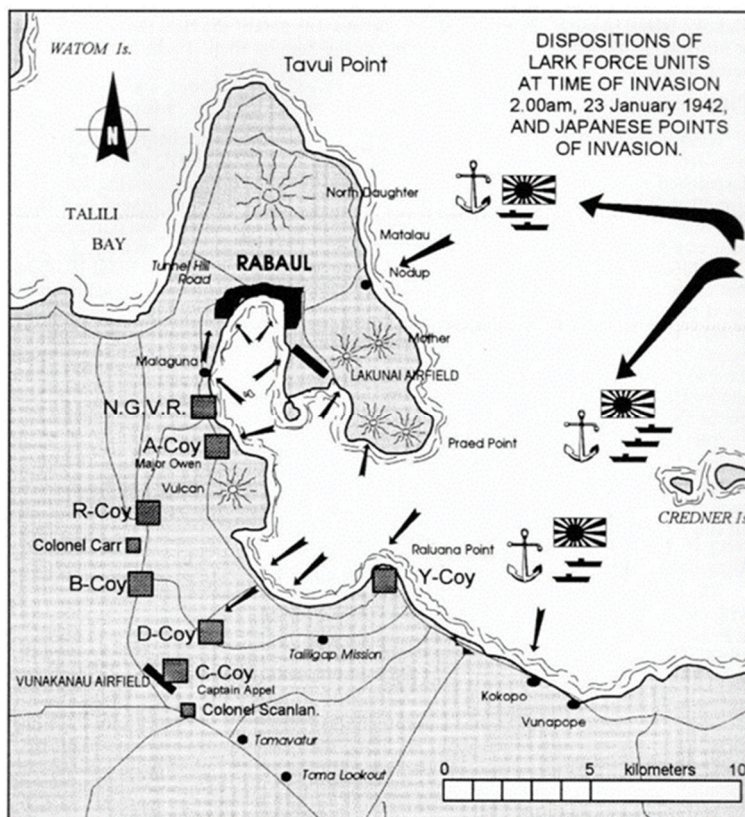 DISPOSITIONS OF
LARK FORCE UNITS
AT TIME OF INVASION
2.00am, 23 January 1942,
AND JAPANESE POINTS
OF INVASION.
WATOM Is.
Tavui Point
N
TALILI
BAY
North Daughter
Matalau
Nodup
Tunnel Hill
Road
RABAUL
Mother
Malaguna
LAKUNAI AIRFIELD
N.G.V.R.
A-Coy
Major Owen
Praed Point
Vulcan
CREDNER Is
R-Coy
Colonel Carr
Raluana Point
B-Coy
Y-Coy
D-Coy
Taliligap Mission
C-Coy
Captain Appel
VUNAKANAU AIRFIELD
Kokopo
Colonel Scanlan.
Vunapope
Tomavatur
Toma Lookout
0 kilometers 10
5